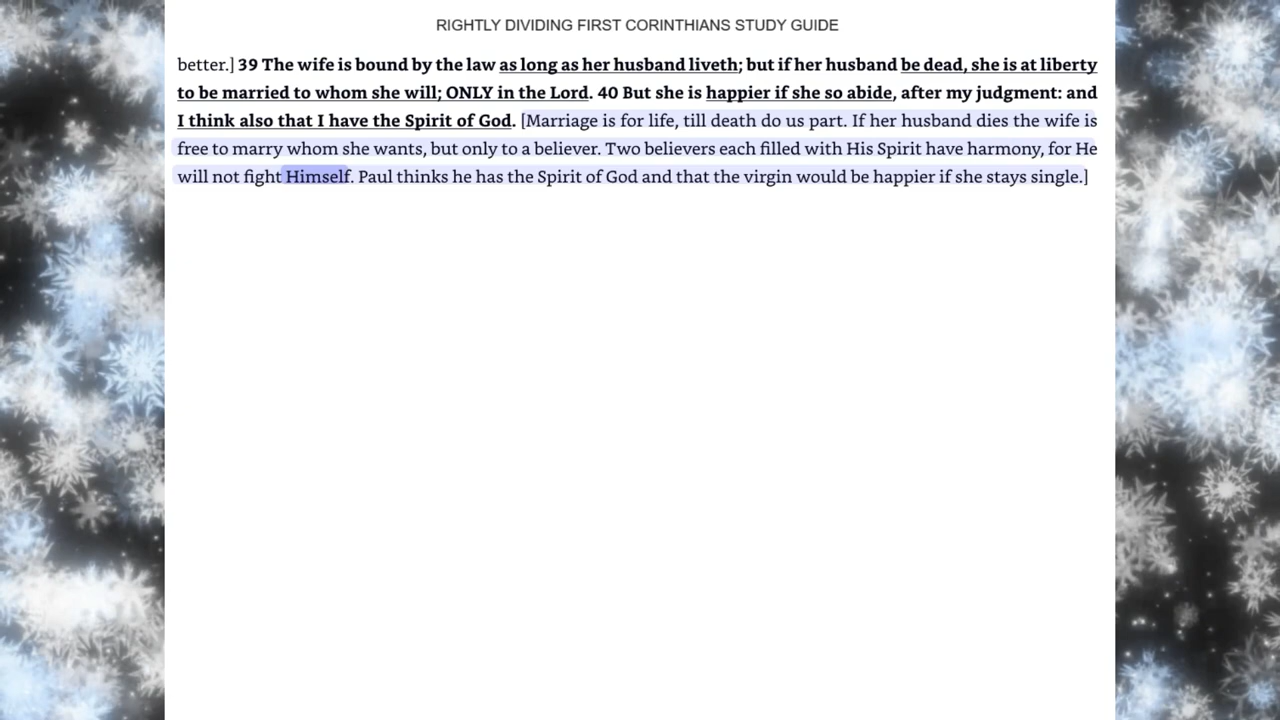 RIGHTLY DIVIDING FIRST CORINTHIANS STUDY GUIDE
better.] 39 The wife is bound by the law as long as her husband liveth; but if her husband be dead, she is at liberty
to be married to whom she will; ONLY in the Lord. 40 But she is happier if she so abide, after my judgment: and
I think also that I have the Spirit of God. [Marriage is for life, till death do us part. If her husband dies the wife is
free to marry whom she wants, but only to a believer. Two believers each filled with His Spirit have harmony, for He
will not fight Himself. Paul thinks he has the Spirit of God and that the virgin would be happier if she stays single.]